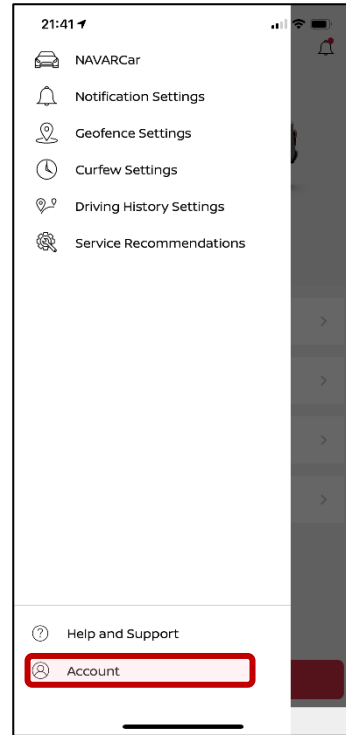 21:41
NAVARCar
Notification Settings
Geofence Settings
Curfew Settings
Driving History Settings
Service Recommendations
Help and Support
Account